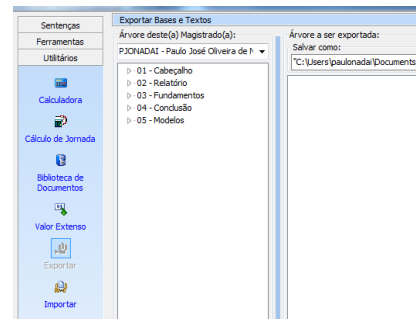 Sentenças
Ferramentas
Utilitários
Calculadora
Cálculo de Jornada
Biblioteca de
Documentos
Valor Extenso
Exportar
Importar
Exportar Bases e Textos
Árvore deste(a) Magistrado(a):
PJONADAI - Paulo José Oliveira de
01 - Cabeçalho
02 - Relatório
03 - Fundamentos
04 - Conclusão
05 - Modelos
Árvore a ser exportada:
Salvar como:
"C:\Users\paulonadai\Documents